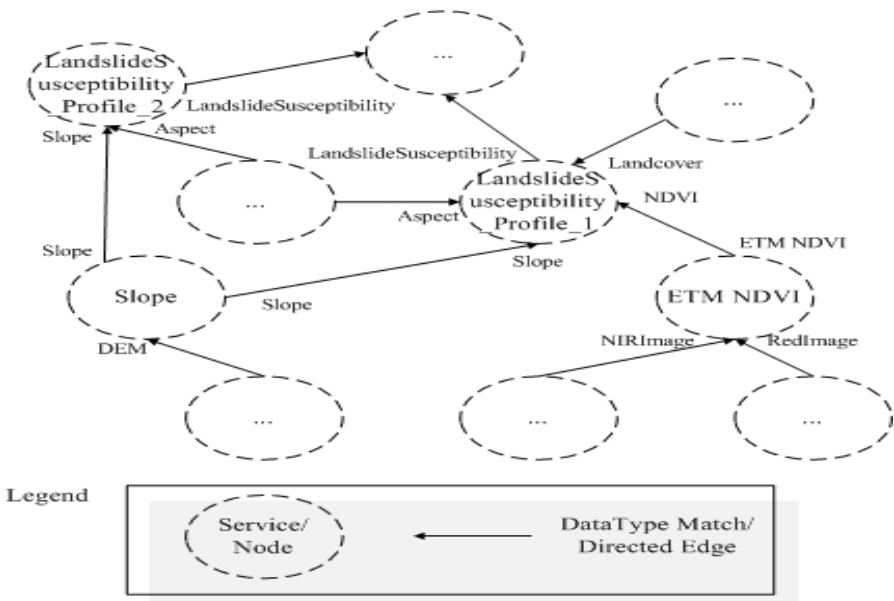 LandslideS
usceptibility
_Profile_2
...
...
LandslideSusceptibility
Slope
Aspect
LandslideSusceptibility
Landcover
LandslideS
usceptibility
_Profile_1
NDVI
...
Aspect
ETM NDVI
Slope
Slope
Slope
Slope
ETM NDVI
DEM
NIRImage
RedImage
...
...
...
Legend
Service/
Node
DataType Match/
Directed Edge